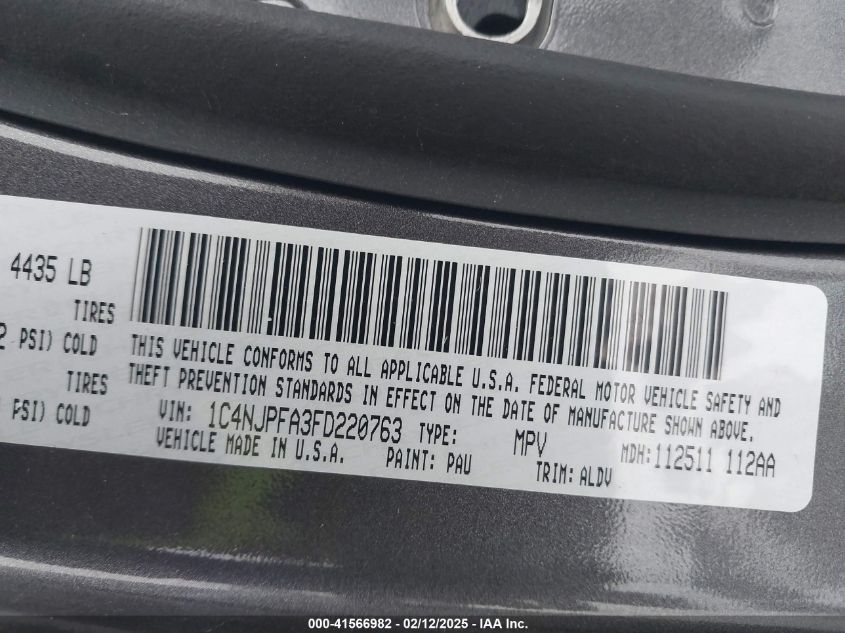 4435 LB
TIRES
PSI) COLD
TIRES
PSI) COLD
THIS VEHICLE CONFORMS TO ALL APPLICABLE U.S.A. FEDERAL MOTOR VEHICLE SAFETY AND
THEFT PREVENTION STANDARDS IN EFFECT ON THE DATE OF MANUFACTURE SHOWN ABOVE.
VIN: 1C4NJPFA3FD220763 TYPE: MPV MDH:112511 112AA
VEHICLE MADE IN U.S.A. PAINT: PAU TRIM: ALDV
000-41566982 - 02/12/2025 - IAA Inc.